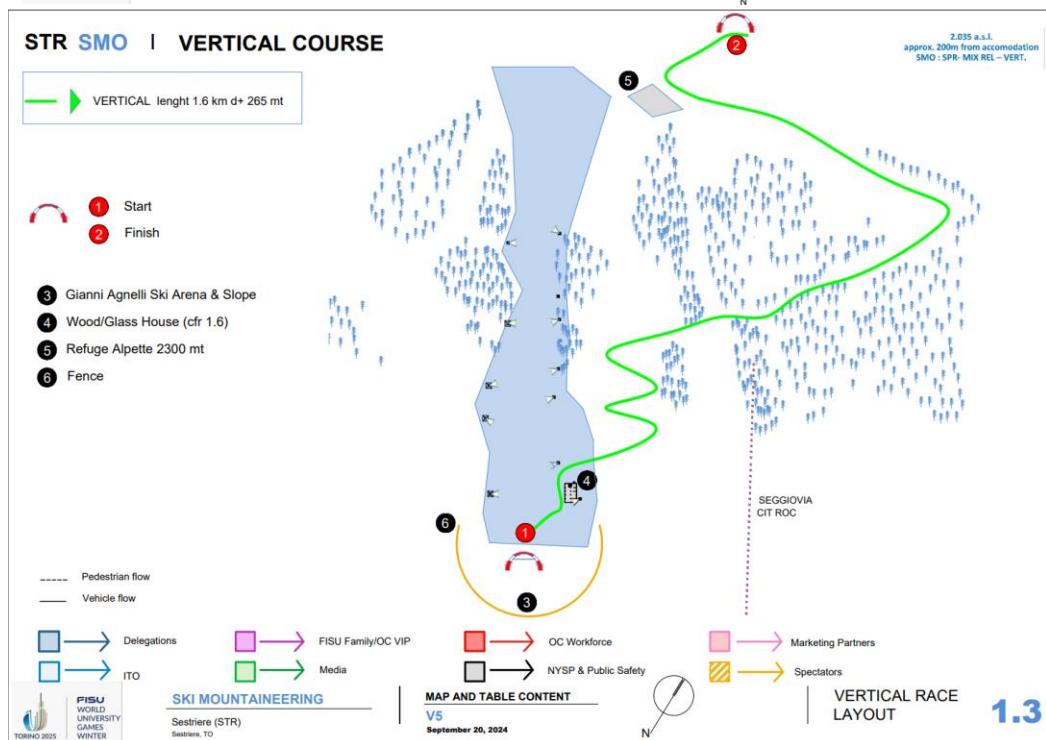 N
STR SMO | VERTICAL COURSE
2.035 a.s.l.
approx. 200m from accomodation
SMO : SPR- MIX REL – VERT.
2
5
VERTICAL lenght 1.6 km d+ 265 mt
1 Start
2 Finish
3 Gianni Agnelli Ski Arena & Slope
4 Wood/Glass House (cfr 1.6)
5 Refuge Alpette 2300 mt
6 Fence
4
SEGGIOVIA
CIT ROC
6
1
3
Pedestrian flow
Vehicle flow
Delegations
FISU Family/OC VIP
OC Workforce
Marketing Partners
ITO
Media
NYSP & Public Safety
Spectators
TORINO 2025
FISU
WORLD
UNIVERSITY
GAMES
WINTER
SKI MOUNTAINEERING
Sestriere (STR)
Sestriere, TO
MAP AND TABLE CONTENT
V5
September 20, 2024
N
VERTICAL RACE
LAYOUT
1.3